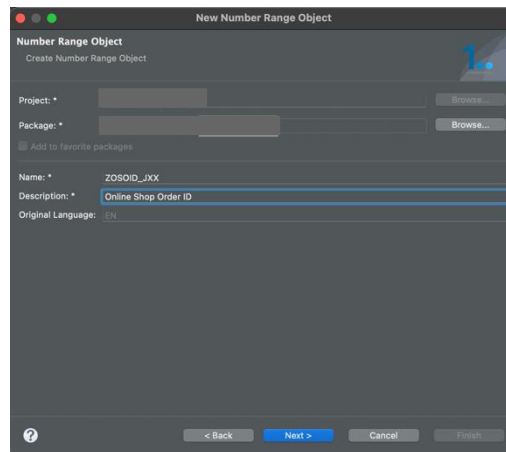 New Number Range Object
Number Range Object
Create Number Range Object
1..
Project: *
Browse...
Package: *
Browse...
Add to favorite packages
Name: * ZOSOID_JXX
Description: * Online Shop Order ID
Original Language: EN
? < Back Next > Cancel Finish